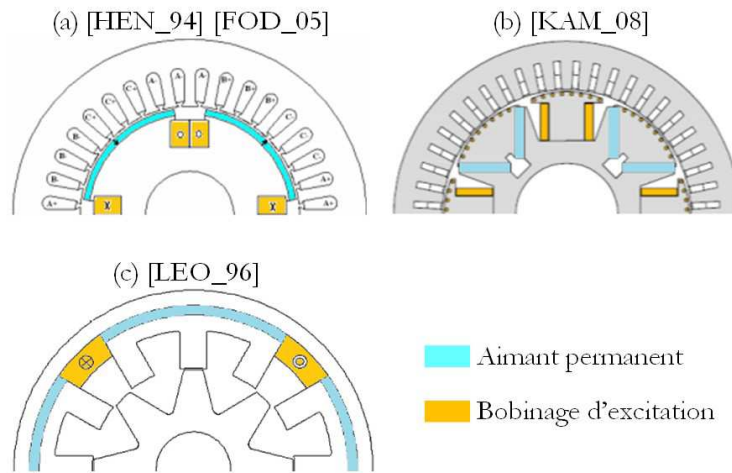 (a) [HEN_94] [FOD_05]
(b) [KAM_08]
(c) [LEO_96]
Aimant permanent
Bobinage d'excitation